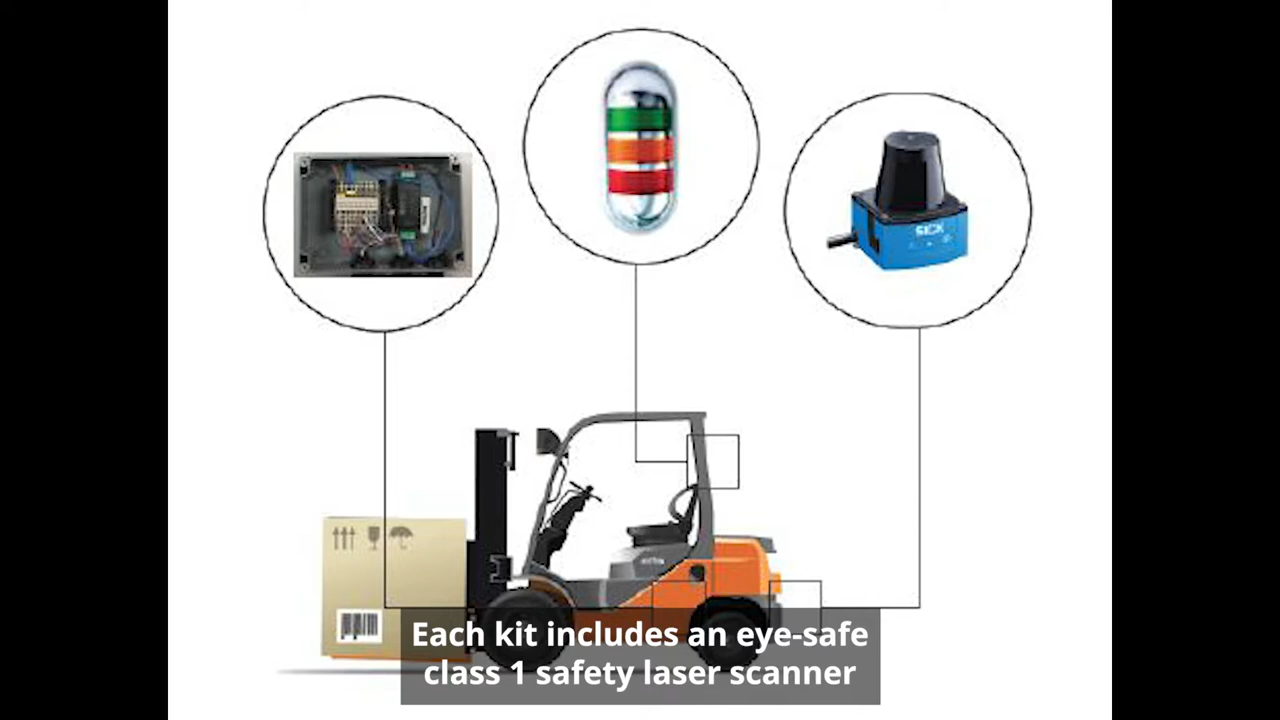 SICK
Each kit includes an eye-safe
class 1 safety laser scanner